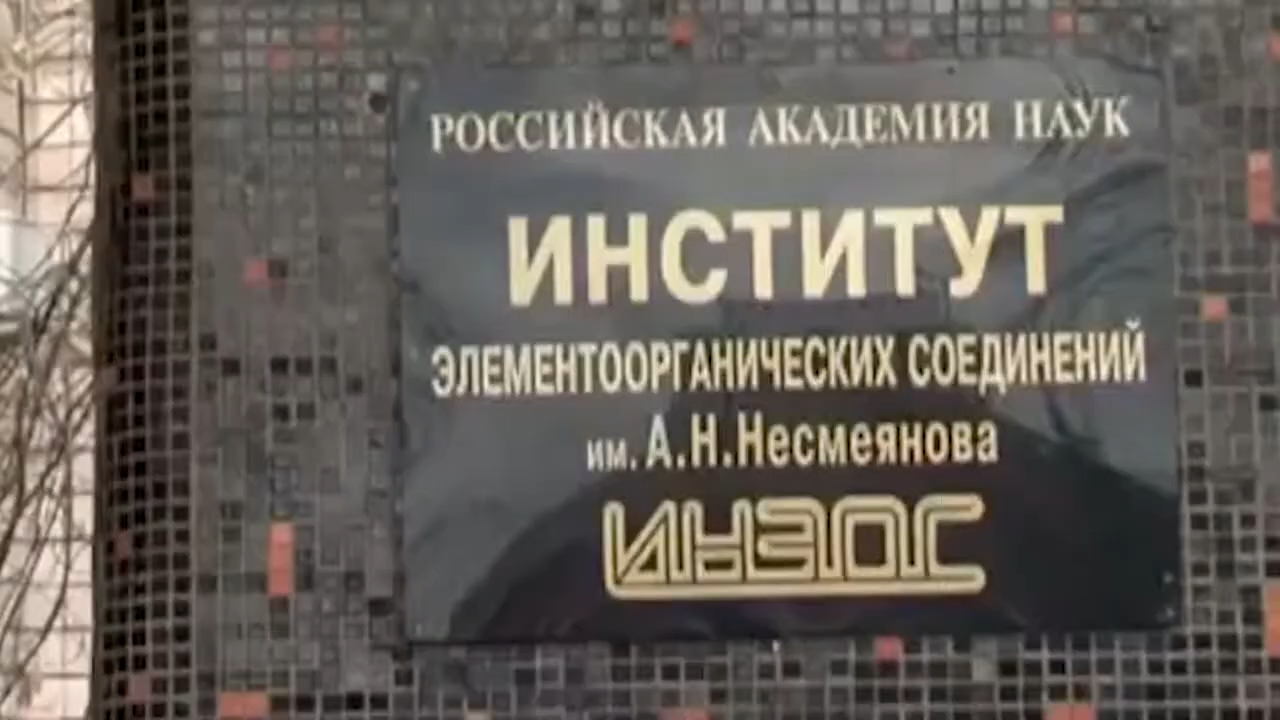 РОССИЙСКАЯ АКАДЕМИЯ НАУК
ИНСТИТУТ
ЭЛЕМЕНТООРГАНИЧЕСКИХ СОЕДИНЕНИЙ
им. А.Н.Несмеянова
ИНЭОС